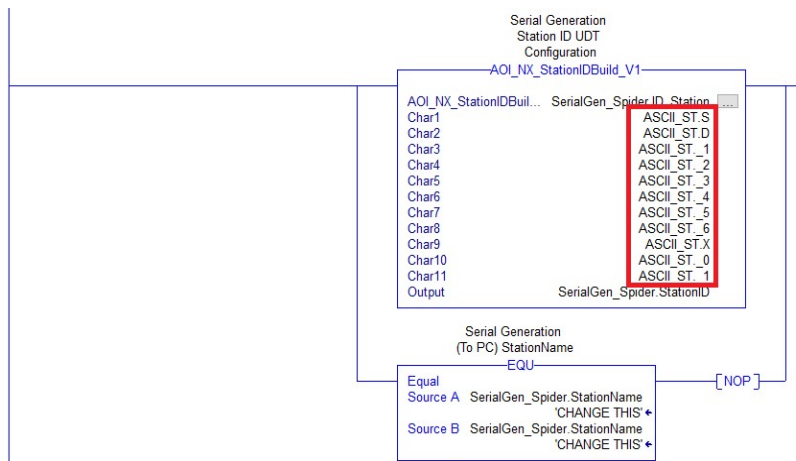 Serial Generation
Station ID UDT
Configuration
AOI_NX_StationIDBuild_V1
AOI_NX_StationIDBuil... SerialGen_Spider.ID_Station ...
Char1 ASCII_ST.S
Char2 ASCII_ST.D
Char3 ASCII_ST._1
Char4 ASCII_ST._2
Char5 ASCII_ST._3
Char6 ASCII_ST._4
Char7 ASCII_ST._5
Char8 ASCII_ST._6
Char9 ASCII_ST.X
Char10 ASCII_ST._0
Char11 ASCII_ST._1
Output SerialGen_Spider.StationID
Serial Generation
(To PC) StationName
EQU
Equal
Source A SerialGen_Spider.StationName
'CHANGE THIS'
Source B SerialGen_Spider.StationName
'CHANGE THIS'
NOP